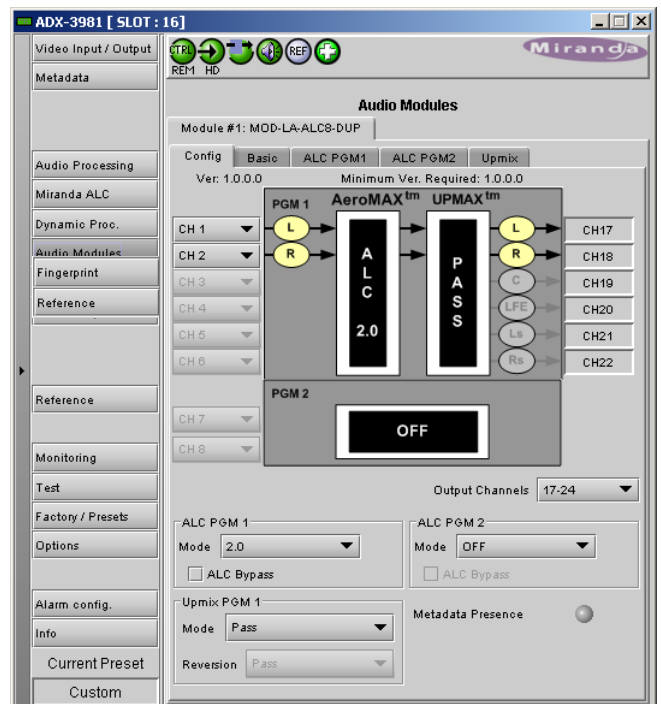 ADX-3981 [ SLOT : 16]
Video Input / Output
Metadata
Audio Processing
Miranda ALC
Dynamic Proc.
Audio Modules
Fingerprint
Reference
Reference
Monitoring
Test
Factory / Presets
Options
Alarm config.
Info
Current Preset
Custom
CTRL
REF
REM HD
Miranda
Audio Modules
Module #1: MOD-LA-ALC8-DUP
Config Basic ALC PGM1 ALC PGM2 Upmix
Ver: 1.0.0.0 Minimum Ver. Required: 1.0.0.0
PGM 1 AeroMAX tm UPMAX tm
CH 1 L L CH17
CH 2 R R CH18
CH 3 C CH19
CH 4 LFE CH20
CH 5 Ls CH21
CH 6 Rs CH22
ALC 2.0
PASS
PGM 2
CH 7
OFF
CH 8
Output Channels 17-24
ALC PGM 1
Mode 2.0
ALC Bypass
ALC PGM 2
Mode OFF
ALC Bypass
Upmix PGM 1
Mode Pass
Reversion Pass
Metadata Presence